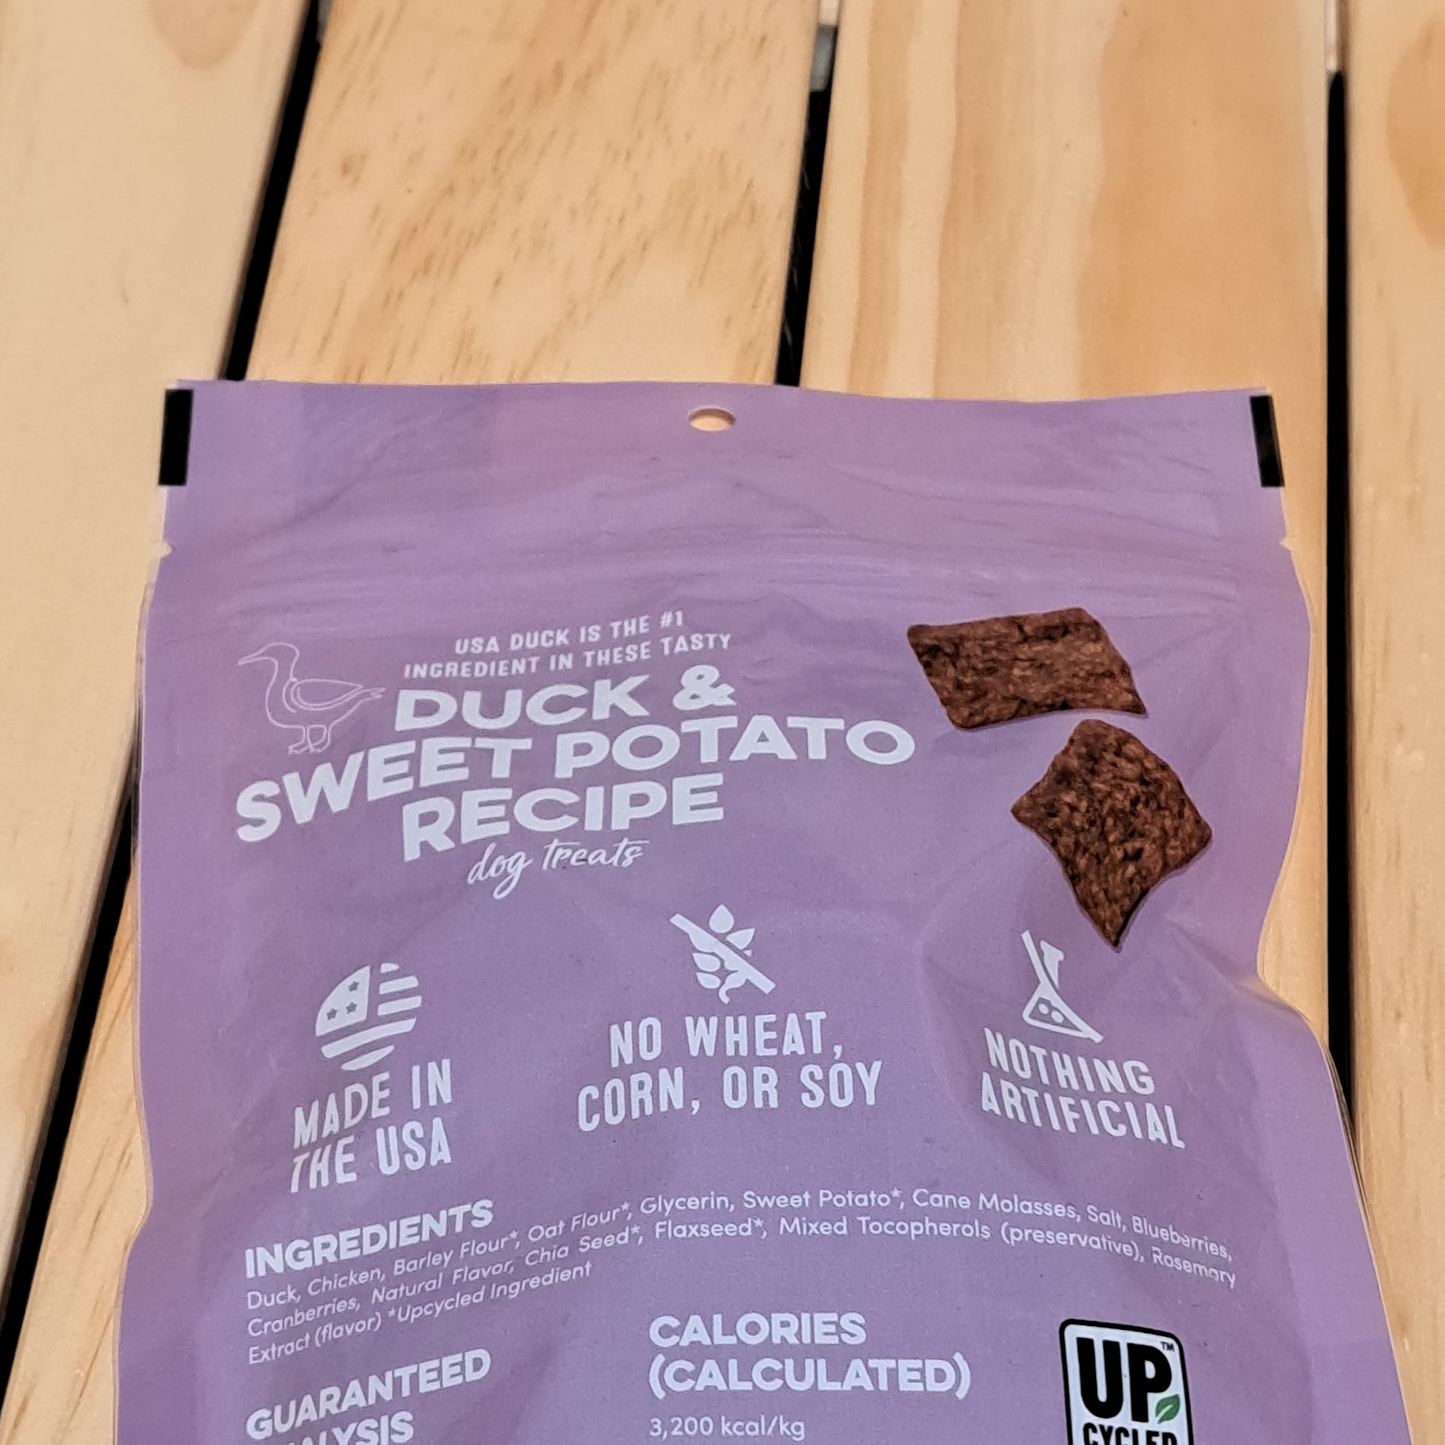 USA DUCK IS THE #1
INGREDIENT IN THESE TASTY
DUCK &
SWEET POTATO
RECIPE
dog treats
MADE IN
THE USA
NO WHEAT,
CORN, OR SOY
NOTHING
ARTIFICIAL
INGREDIENTS
Duck, Chicken, Barley Flour*, Oat Flour*, Glycerin, Sweet Potato*, Cane Molasses, Salt, Blueberries,
Cranberries, Natural Flavor, Chia Seed*, Flaxseed*, Mixed Tocopherols (preservative), Rosemary
Extract (flavor) *Upcycled Ingredient
GUARANTEED
ANALYSIS
CALORIES
(CALCULATED)
3,200 kcal/kg
UP™
CYCLED